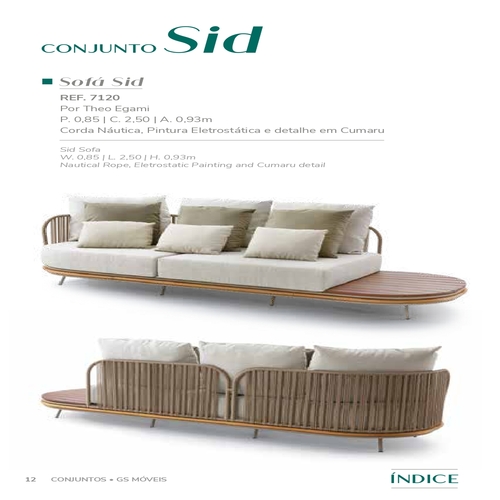 CONJUNTO Sid
Sofá Sid
REF. 7120
Por Theo Egami
P. 0,85 | C. 2,50 | A. 0,93m
Corda Náutica, Pintura Eletrostática e detalhe em Cumaru
Sid Sofa
W. 0,85 | L. 2,50 | H. 0,93m
Nautical Rope, Eletrostatic Painting and Cumaru detail
12 CONJUNTOS • GS MÓVEIS
ÍNDICE